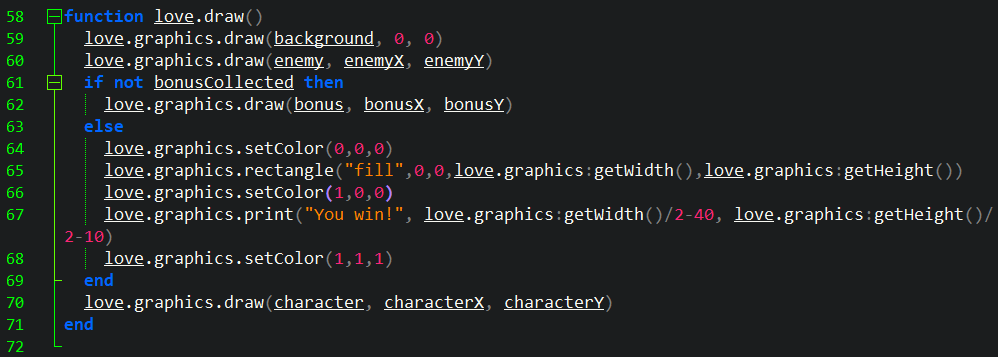 58 function love.draw()
59 love.graphics.draw(background, 0, 0)
60 love.graphics.draw(enemy, enemyX, enemyY)
61 if not bonusCollected then
62 love.graphics.draw(bonus, bonusX, bonusY)
63 else
64 love.graphics.setColor(0,0,0)
65 love.graphics.rectangle("fill",0,0,love.graphics:getWidth(),love.graphics:getHeight())
66 love.graphics.setColor(1,0,0)
67 love.graphics.print("You win!", love.graphics:getWidth()/2-40, love.graphics:getHeight()/
2-10)
68 love.graphics.setColor(1,1,1)
69 end
70 love.graphics.draw(character, characterX, characterY)
71 end
72